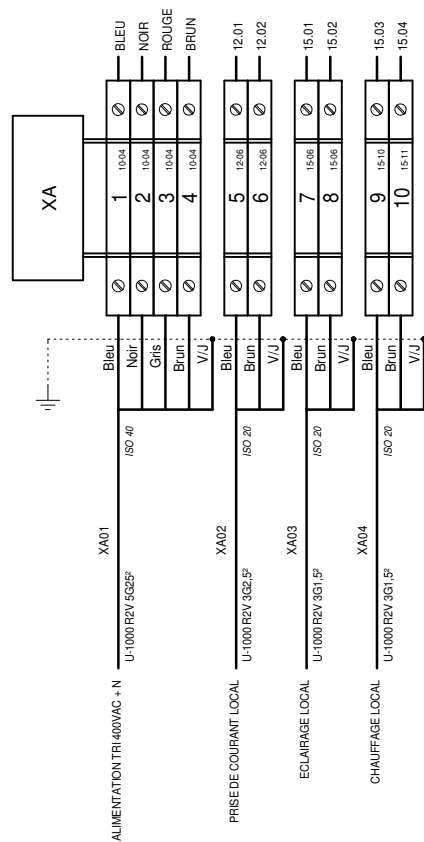 XA
1 10-04 BLEU
2 10-04 NOIR
3 10-04 ROUGE
4 10-04 BRUN
5 12-06 12.01
6 12-06 12.02
7 15-06 15.01
8 15-06 15.02
9 15-10 15.03
10 15-11 15.04
Bleu
Noir
Gris
Brun
V/J
Bleu
Brun
V/J
Bleu
Brun
V/J
Bleu
Brun
V/J
ISO 40
ISO 20
ISO 20
ISO 20
XA01
U-1000 R2V 5G25²
ALIMENTATION TRI 400VAC + N
XA02
U-1000 R2V 3G2,5²
PRISE DE COURANT LOCAL
XA03
U-1000 R2V 3G1,5²
ECLAIRAGE LOCAL
XA04
U-1000 R2V 3G1,5²
CHAUFFAGE LOCAL